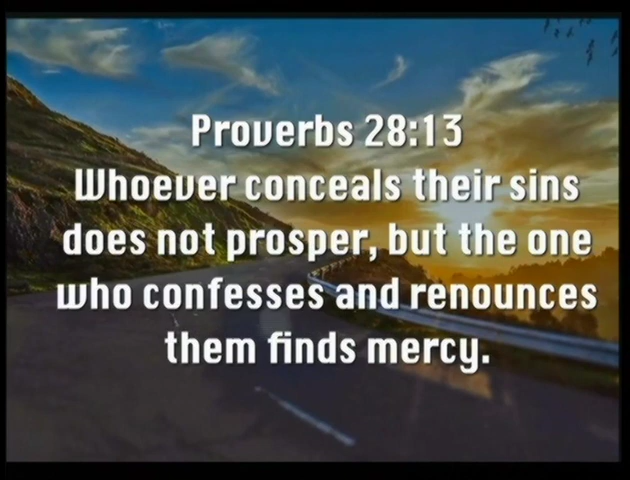 Proverbs 28:13
Whoever conceals their sins
does not prosper, but the one
who confesses and renounces
them finds mercy.